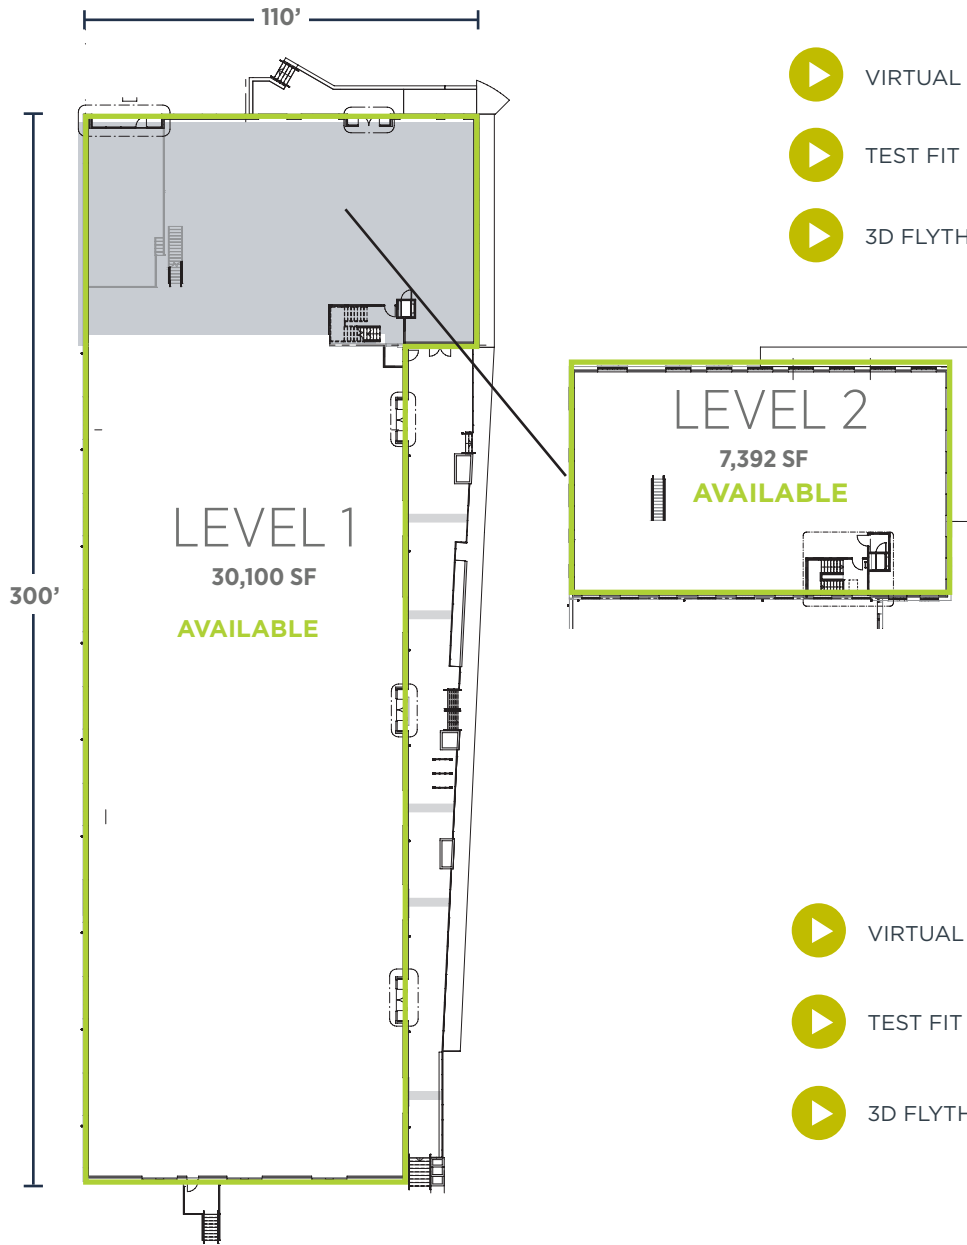 110’
VIRTUAL
TEST FIT
3D FLYTH
300’
LEVEL 1
30,100 SF
AVAILABLE
LEVEL 2
7,392 SF
AVAILABLE
VIRTUAL
TEST FIT
3D FLYTH